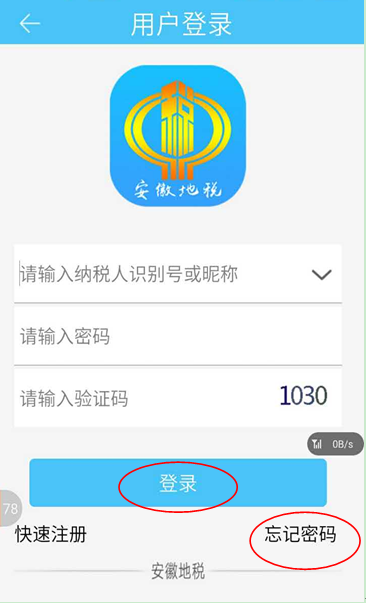 用户登录
安徽地税
请输入纳税人识别号或昵称
请输入密码
请输入验证码 1030
0B/s
登录
78
快速注册 忘记密码
安徽地税